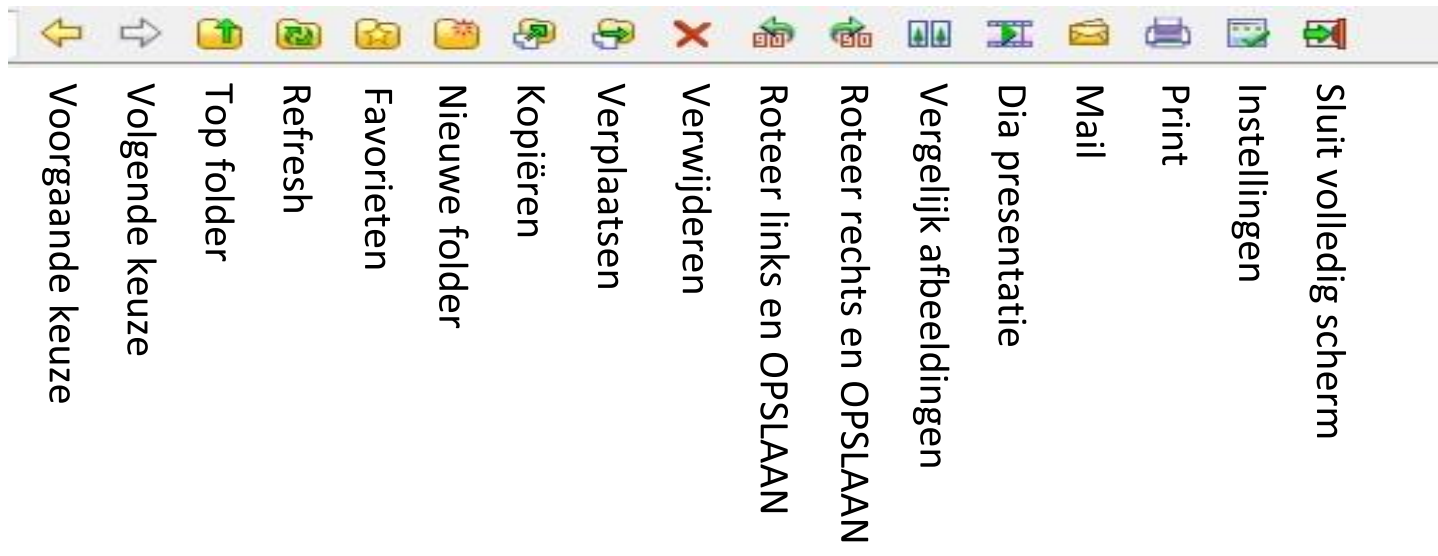 Voorgaande keuze
Volgende keuze
Top folder
Refresh
Favorieten
Nieuwe folder
Kopiëren
Verplaatsen
Verwijderen
Roteer links en OPSLAAN
Roteer rechts en OPSLAAN
Vergelijk afbeeldingen
Dia presentatie
Mail
Print
Instellingen
Sluit volledig scherm